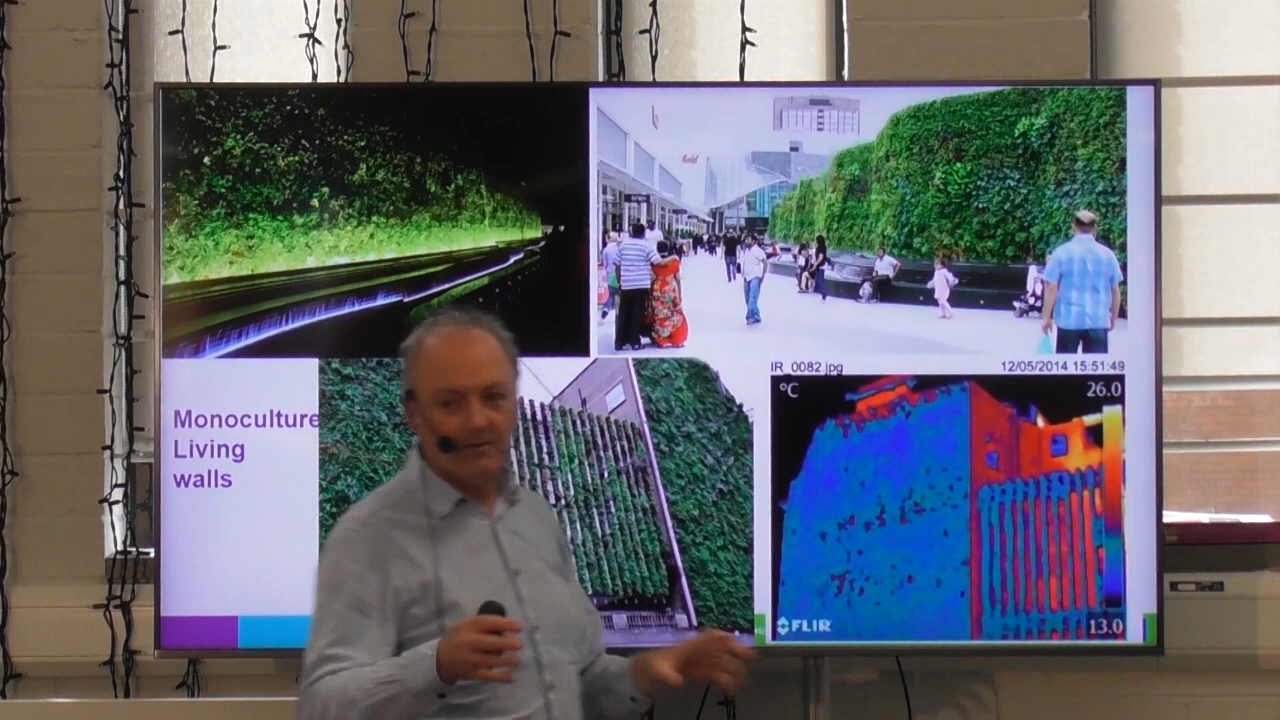 IR_0082.jpg 12/05/2014 15:51:49
°C 26.0
Monoculture
Living
walls
FLIR 13.0